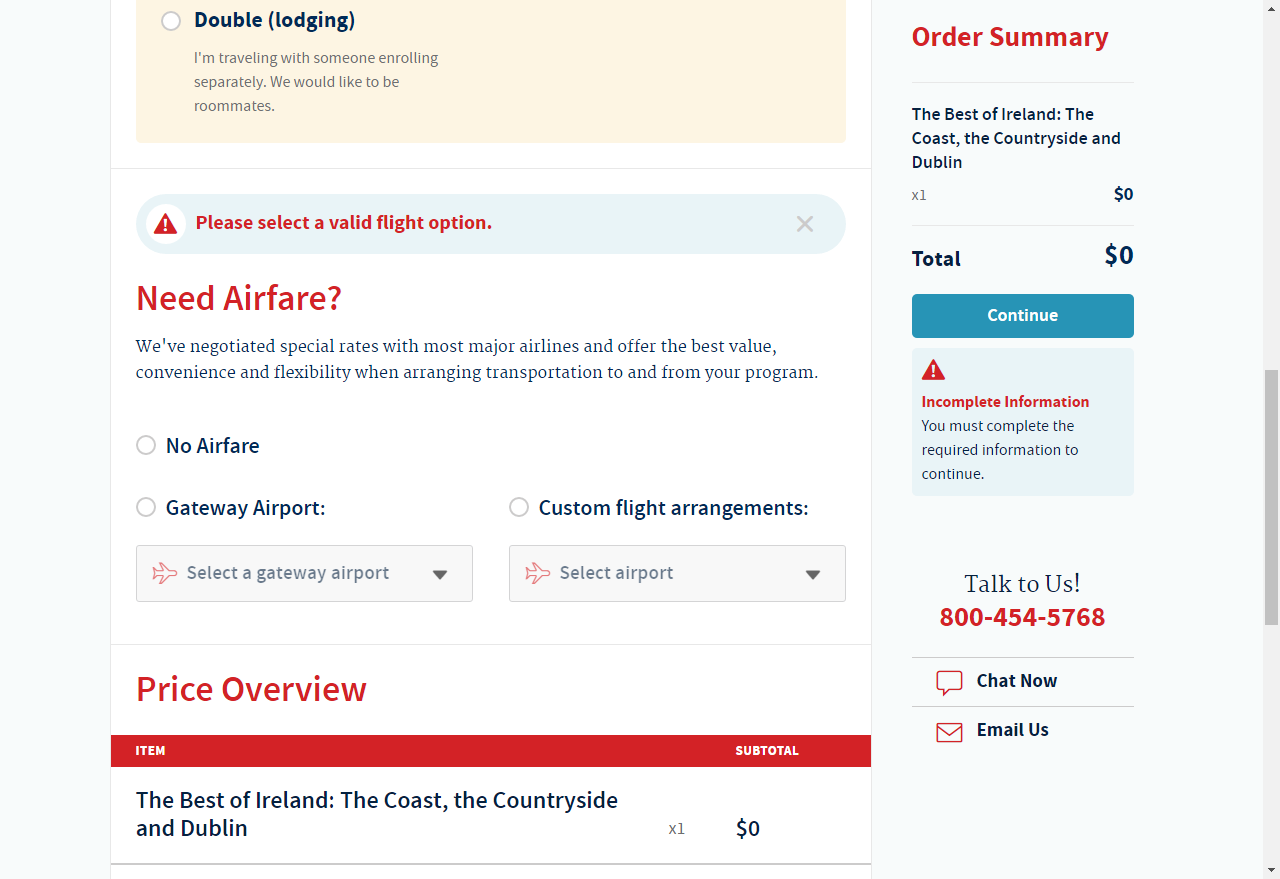 Double (lodging)
I'm traveling with someone enrolling
separately. We would like to be
roommates.
Please select a valid flight option.
Need Airfare?
We've negotiated special rates with most major airlines and offer the best value,
convenience and flexibility when arranging transportation to and from your program.
No Airfare
Gateway Airport:
Custom flight arrangements:
Select a gateway airport
Select airport
Price Overview
ITEM
SUBTOTAL
The Best of Ireland: The Coast, the Countryside
and Dublin
x1
$0
Order Summary
The Best of Ireland: The
Coast, the Countryside and
Dublin
x1
$0
Total
$0
Continue
Incomplete Information
You must complete the
required information to
continue.
Talk to Us!
800-454-5768
Chat Now
Email Us